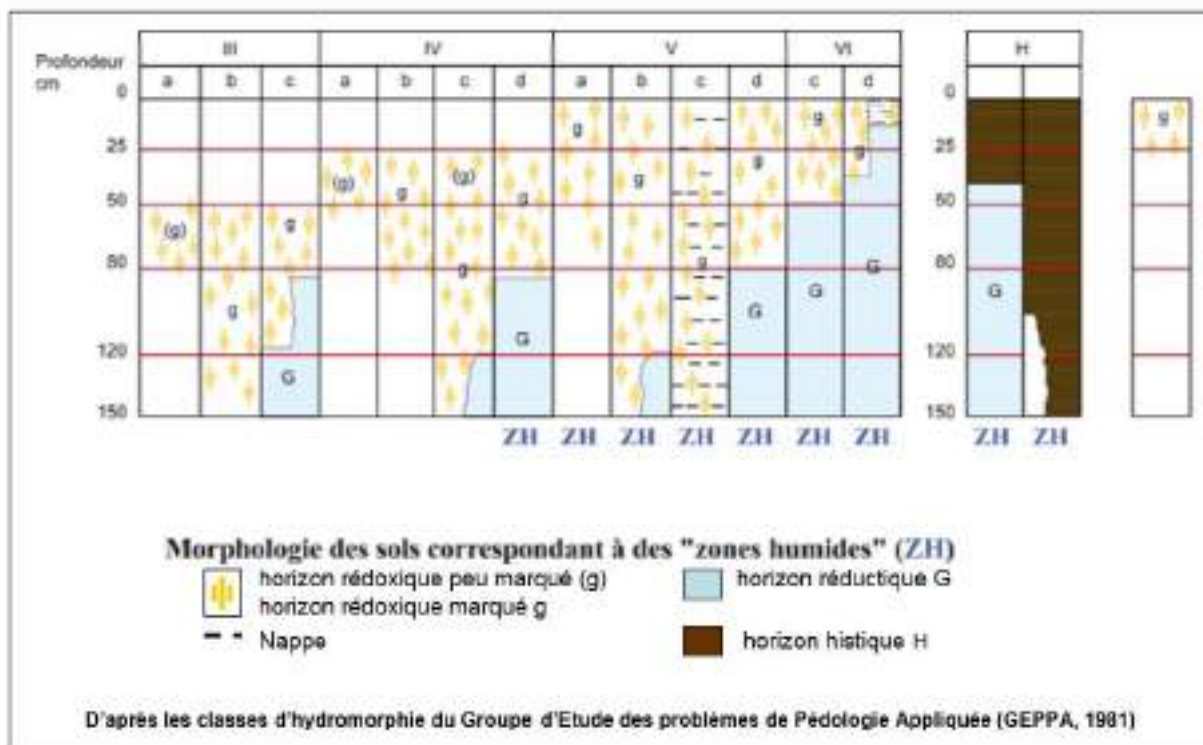 III IV V VI H
Profondeur
cm
a b c a b c d a b c d c d
0 0
g g g
(g) g (g) g g g g
25 25
50 50
(g) g g
80 80
g g G G G G
G
120 120
G
150 150
ZH ZH ZH ZH ZH ZH ZH ZH ZH
Morphologie des sols correspondant à des "zones humides" (ZH)
horizon rédoxique peu marqué (g) horizon réductique G
horizon rédoxique marqué g
Nappe horizon histique H
D'après les classes d'hydromorphie du Groupe d'Etude des problèmes de Pédologie Appliquée (GEPPA, 1981)